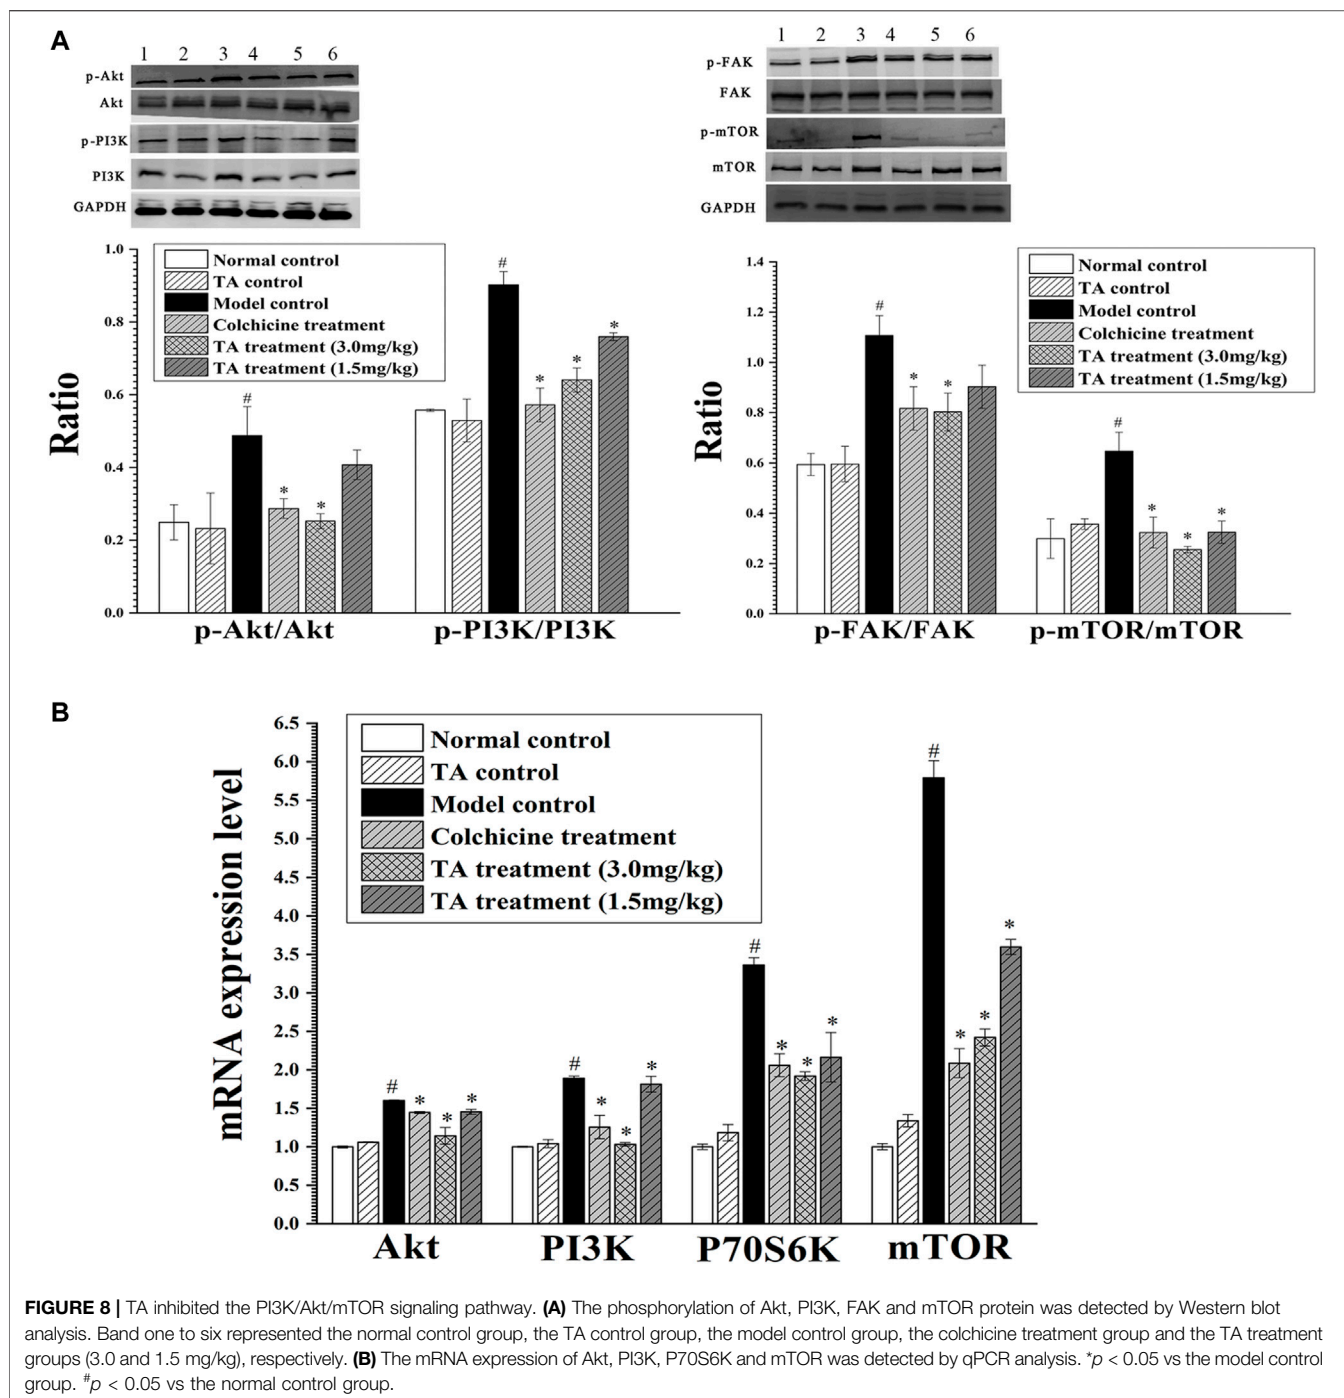 A
1 2 3 4 5 6
p-Akt
Akt
p-PI3K
PI3K
GAPDH
1 2 3 4 5 6
p-FAK
FAK
p-mTOR
mTOR
GAPDH
Ratio
1.0
0.8
0.6
0.4
0.2
0.0
Normal control
TA control
Model control
Colchicine treatment
TA treatment (3.0mg/kg)
TA treatment (1.5mg/kg)
#
*
*
#
*
*
*
p-Akt/Akt p-PI3K/PI3K
Ratio
1.4
1.2
1.0
0.8
0.6
0.4
0.2
0.0
Normal control
TA control
Model control
Colchicine treatment
TA treatment (3.0mg/kg)
TA treatment (1.5mg/kg)
#
*
*
#
*
*
*
p-FAK/FAK p-mTOR/mTOR
B
mRNA expression level
6.5
6.0
5.5
5.0
4.5
4.0
3.5
3.0
2.5
2.0
1.5
1.0
0.5
0.0
Normal control
TA control
Model control
Colchicine treatment
TA treatment (3.0mg/kg)
TA treatment (1.5mg/kg)
# * * *
# * * *
# * * *
# * * *
Akt PI3K P70S6K mTOR
FIGURE 8 | TA inhibited the PI3K/Akt/mTOR signaling pathway. (A) The phosphorylation of Akt, PI3K, FAK and mTOR protein was detected by Western blot
analysis. Band one to six represented the normal control group, the TA control group, the model control group, the colchicine treatment group and the TA treatment
groups (3.0 and 1.5 mg/kg), respectively. (B) The mRNA expression of Akt, PI3K, P70S6K and mTOR was detected by qPCR analysis. *p < 0.05 vs the model control
group. #p < 0.05 vs the normal control group.